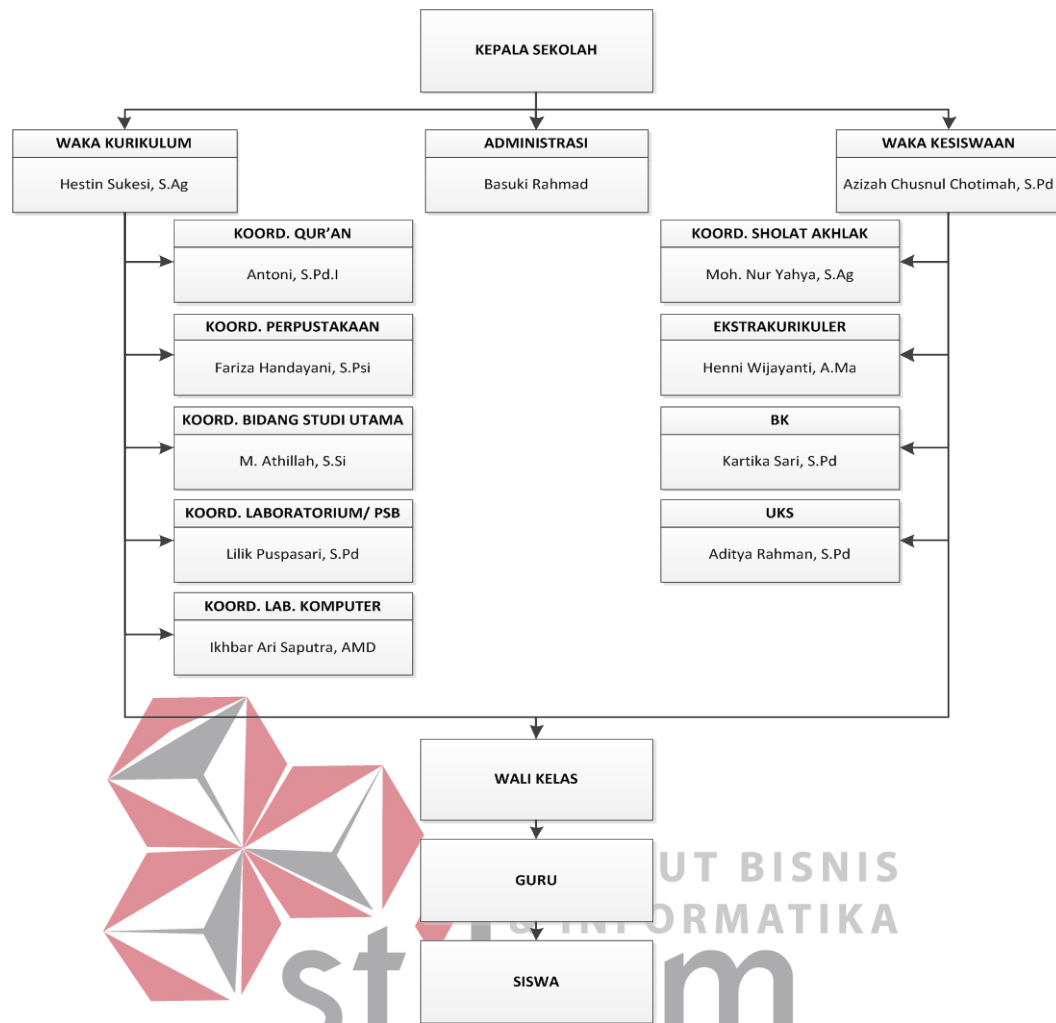 KEPALA SEKOLAH
WAKA KURIKULUM
Hestin Sukesi, S.Ag
ADMINISTRASI
Basuki Rahmad
WAKA KESISWAAN
Azizah Chusnul Chotimah, S.Pd
KOORD. QUR’AN
Antoni, S.Pd.I
KOORD. PERPUSTAKAAN
Fariza Handayani, S.Psi
KOORD. BIDANG STUDI UTAMA
M. Athillah, S.Si
KOORD. LABORATORIUM/ PSB
Lilik Puspasari, S.Pd
KOORD. LAB. KOMPUTER
Ikhbar Ari Saputra, AMD
KOORD. SHOLAT AKHLAK
Moh. Nur Yahya, S.Ag
EKSTRAKURIKULER
Henni Wijayanti, A.Ma
BK
Kartika Sari, S.Pd
UKS
Aditya Rahman, S.Pd
WALI KELAS
GURU
SISWA
UT BISNIS
& INFORMATIKA